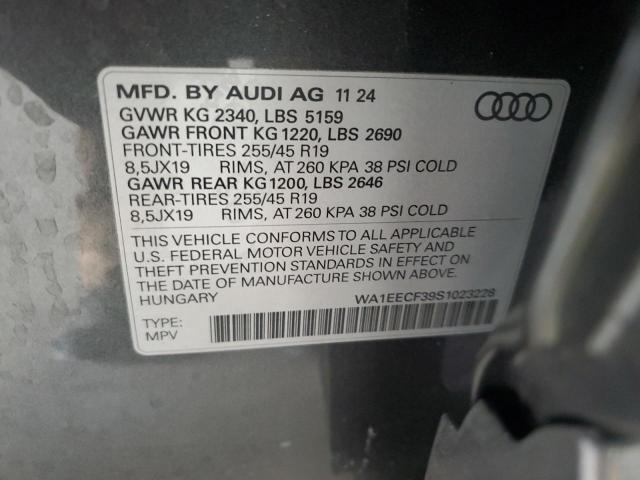 MFD. BY AUDI AG 11 24
GVWR KG 2340, LBS 5159
GAWR FRONT KG 1220, LBS 2690
FRONT-TIRES 255/45 R19
8,5JX19 RIMS, AT 260 KPA 38 PSI COLD
GAWR REAR KG 1200, LBS 2646
REAR-TIRES 255/45 R19
8,5JX19 RIMS, AT 260 KPA 38 PSI COLD
THIS VEHICLE CONFORMS TO ALL APPLICABLE
U.S. FEDERAL MOTOR VEHICLE SAFETY AND
THEFT PREVENTION STANDARDS IN EFFECT ON
THE DATE OF MANUFACTURE SHOWN ABOVE.
HUNGARY WA1EECF39S1023228
TYPE:
MPV